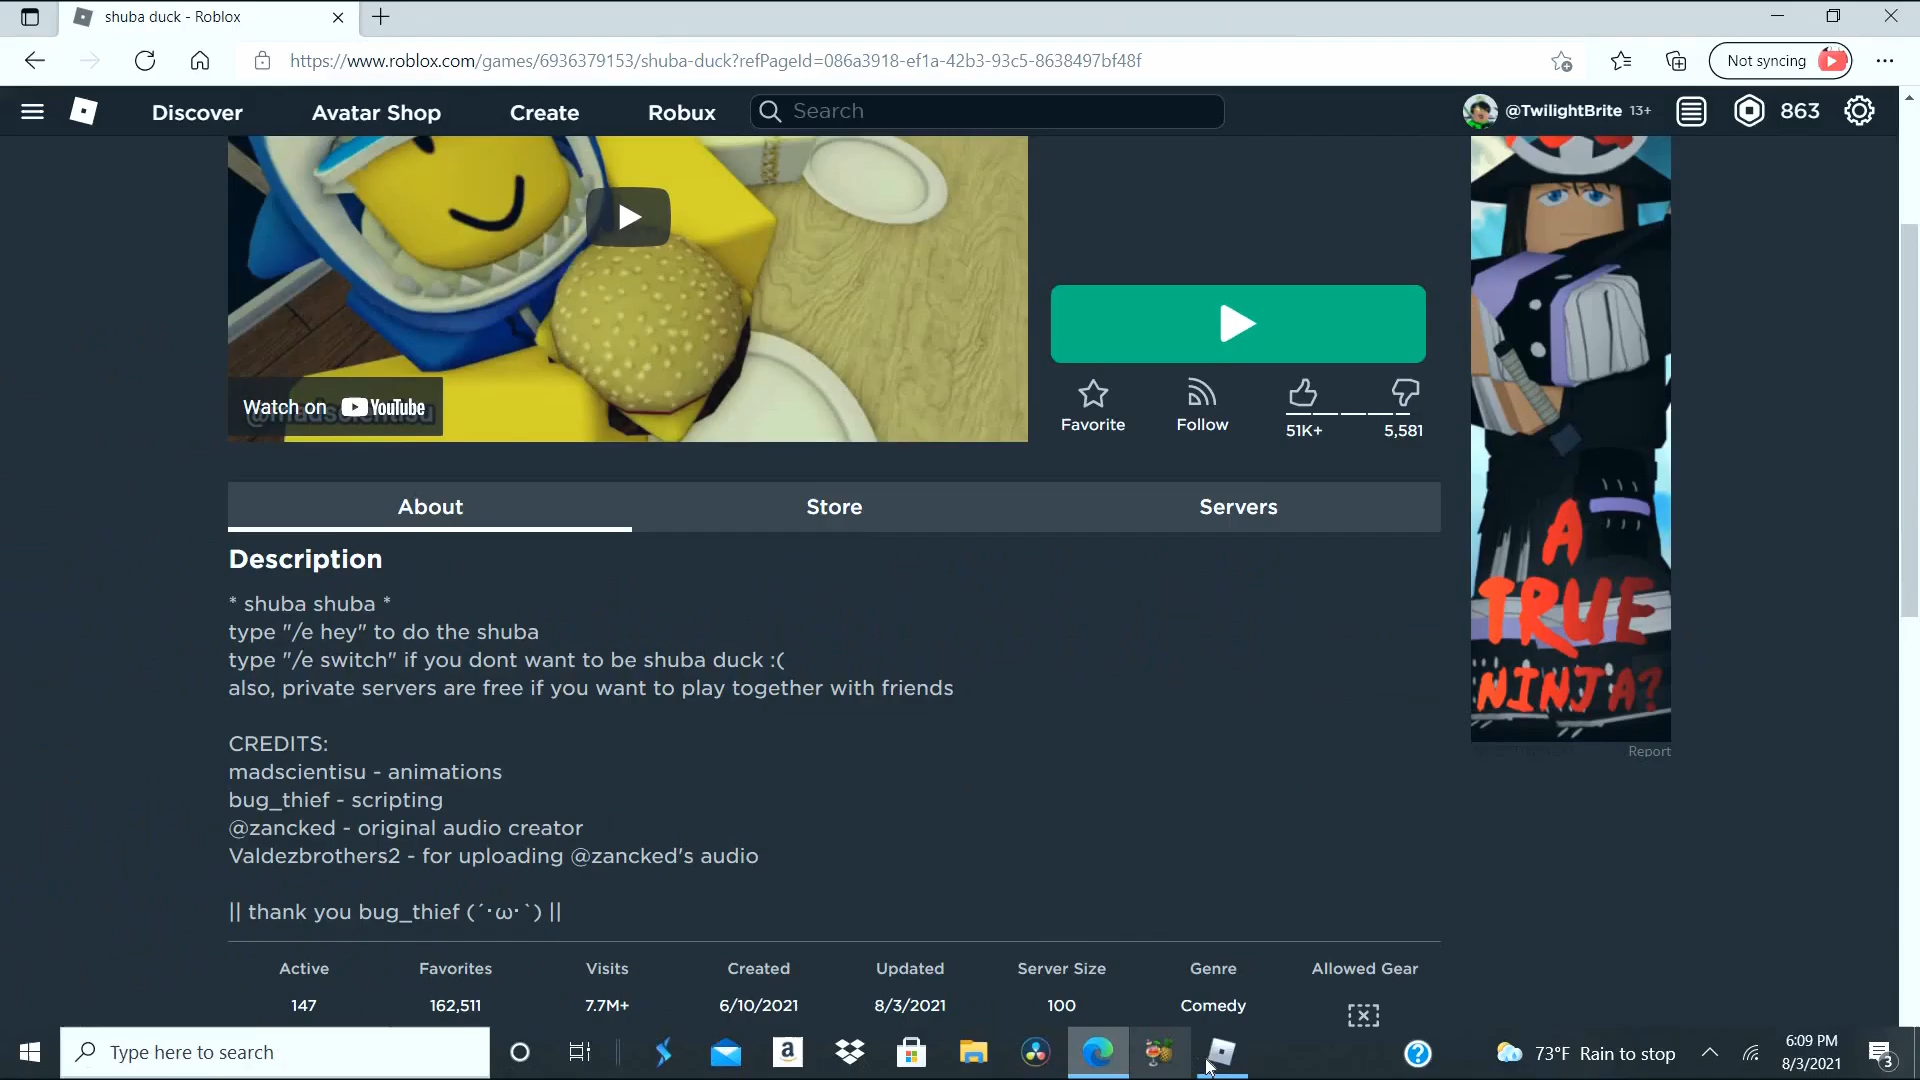 shuba duck - Roblox
https://www.roblox.com/games/6936379153/shuba-duck?refPageId=086a3918-ef1a-42b3-93c5-8638497bf48f
Not syncing
Discover
Avatar Shop
Create
Robux
Search
@TwilightBrite 13+
863
Watch on YouTube
@madscientisu
Favorite
Follow
51K+
5,581
About
Store
Servers
Description
* shuba shuba *
type "/e hey" to do the shuba
type "/e switch" if you dont want to be shuba duck :(
also, private servers are free if you want to play together with friends
CREDITS:
madscientisu - animations
bug_thief - scripting
@zancked - original audio creator
Valdezbrothers2 - for uploading @zancked's audio
|| thank you bug_thief (´･ω･`) ||
A
TRUE
NINJA?
Report
Active
Favorites
Visits
Created
Updated
Server Size
Genre
Allowed Gear
147
162,511
7.7M+
6/10/2021
8/3/2021
100
Comedy
Type here to search
73°F Rain to stop
6:09 PM
8/3/2021
3